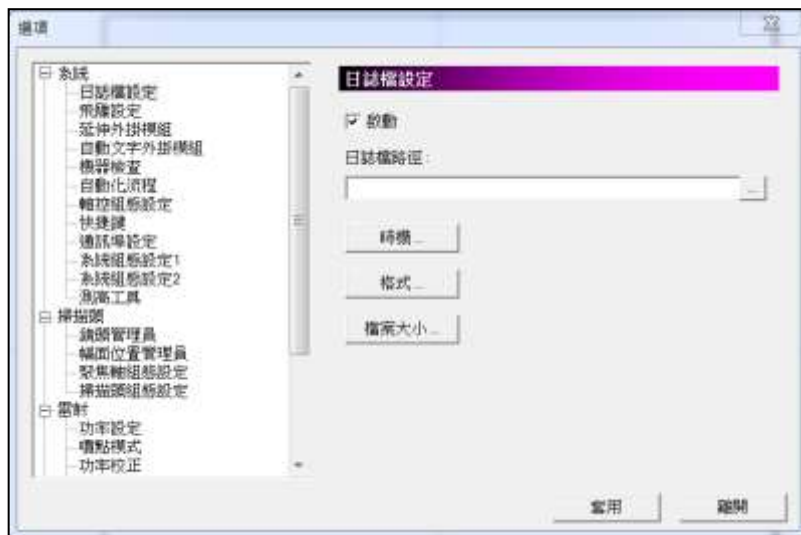 選項
系統
日誌檔設定
飛雕設定
延伸外掛模組
自動文字外掛模組
機器檢查
自動化流程
軸控組態設定
快捷鍵
通訊埠設定
系統組態設定1
系統組態設定2
測高工具
掃描頭
鏡頭管理員
幅面位置管理員
聚焦軸組態設定
掃描頭組態設定
雷射
功率設定
噴點模式
功率校正
日誌檔設定
啟動
日誌檔路徑:
...
時機...
格式...
檔案大小...
套用
離開